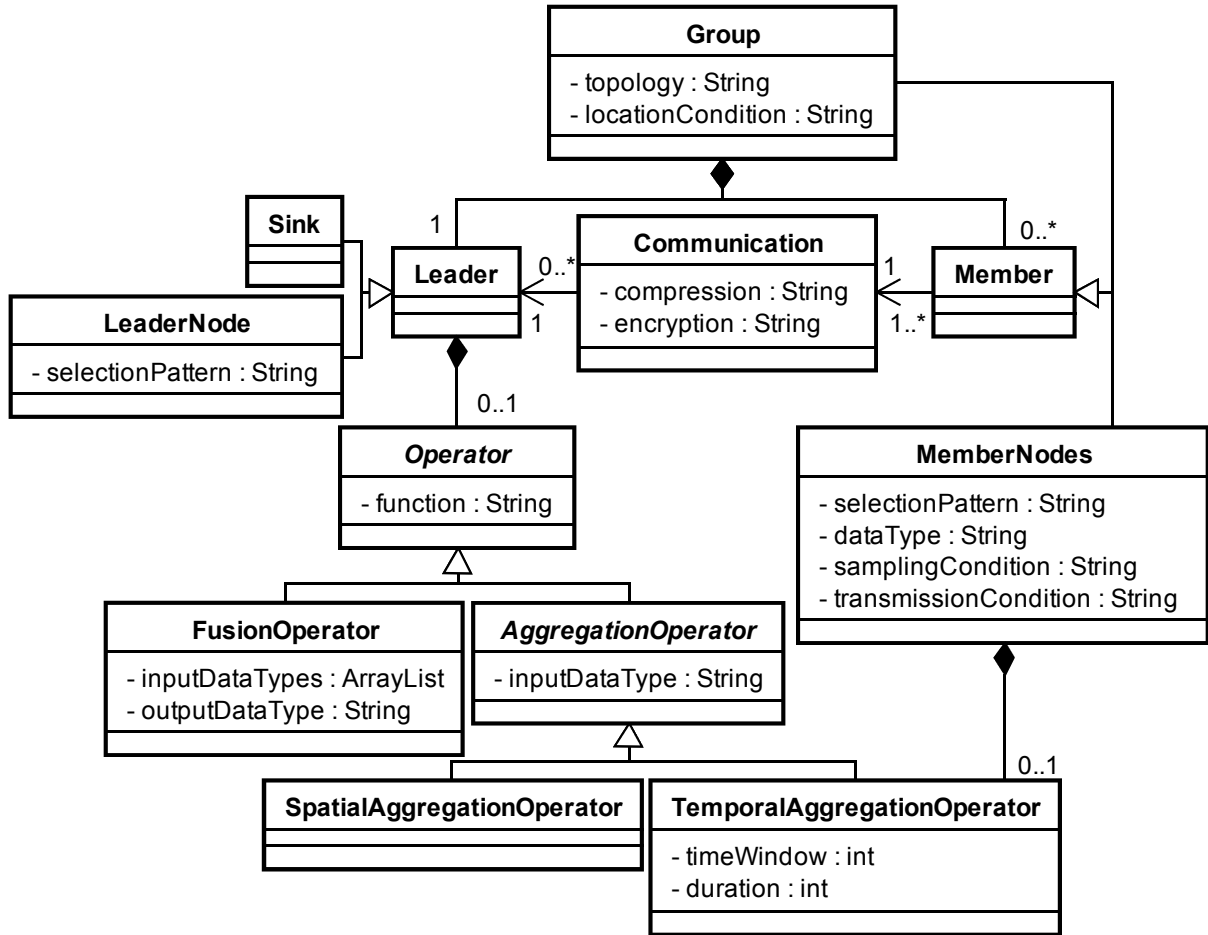 Group
- topology : String
- locationCondition : String
Sink
1
0..*
Leader
0..*
1
Communication
- compression : String
- encryption : String
1
1..*
Member
LeaderNode
- selectionPattern : String
0..1
Operator
- function : String
MemberNodes
- selectionPattern : String
- dataType : String
- samplingCondition : String
- transmissionCondition : String
FusionOperator
- inputDataTypes : ArrayList
- outputDataType : String
AggregationOperator
- inputDataType : String
0..1
SpatialAggregationOperator
TemporalAggregationOperator
- timeWindow : int
- duration : int